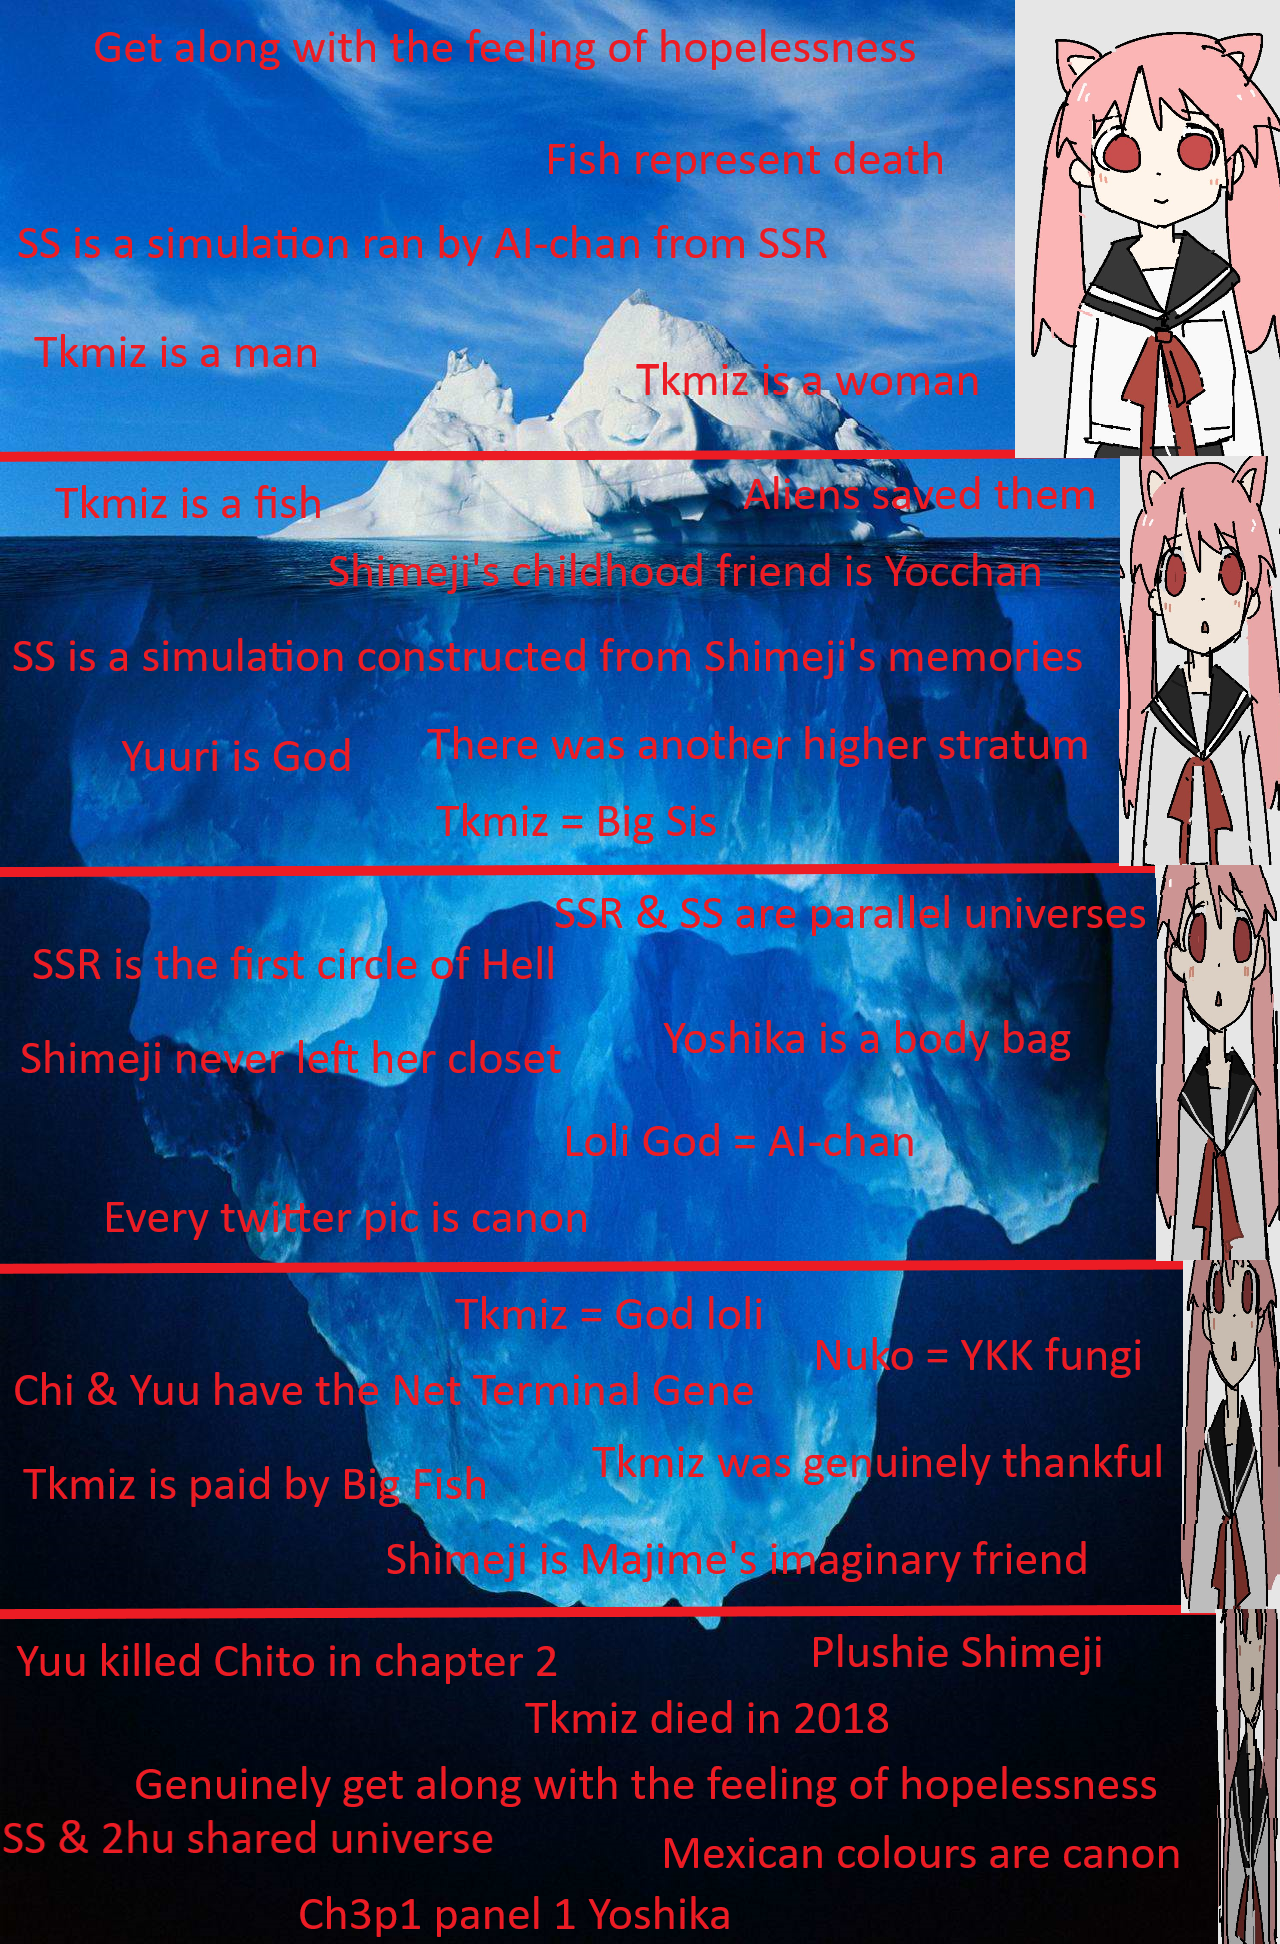 Get along with the feeling of hopelessness
Fish represent death
SS is a simulation ran by AI-chan from SSR
Tkmiz is a man
Tkmiz is a woman
Tkmiz is a fish
Aliens saved them
Shimeji's childhood friend is Yocchan
SS is a simulation constructed from Shimeji's memories
Yuuri is God
There was another higher stratum
Tkmiz = Big Sis
SSR & SS are parallel universes
SSR is the first circle of Hell
Yoshika is a body bag
Shimeji never left her closet
Loli God = AI-chan
Every twitter pic is canon
Tkmiz = God loli
Nuko = YKK fungi
Chi & Yuu have the Net Terminal Gene
Tkmiz was genuinely thankful
Tkmiz is paid by Big Fish
Shimeji is Majime's imaginary friend
Yuu killed Chito in chapter 2
Plushie Shimeji
Tkmiz died in 2018
Genuinely get along with the feeling of hopelessness
SS & 2hu shared universe
Mexican colours are canon
Ch3p1 panel 1 Yoshika